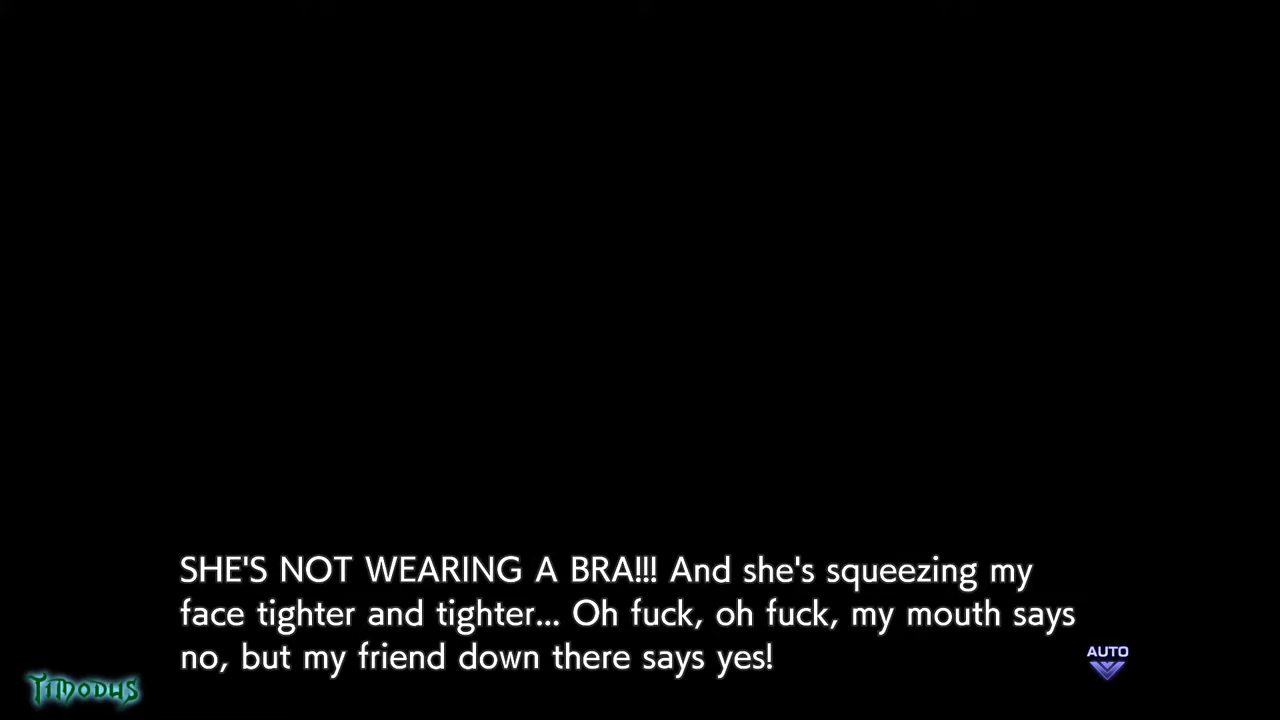 SHE'S NOT WEARING A BRA!!! And she's squeezing my
face tighter and tighter... Oh fuck, oh fuck, my mouth says
no, but my friend down there says yes!
AUTO
TIMODUS